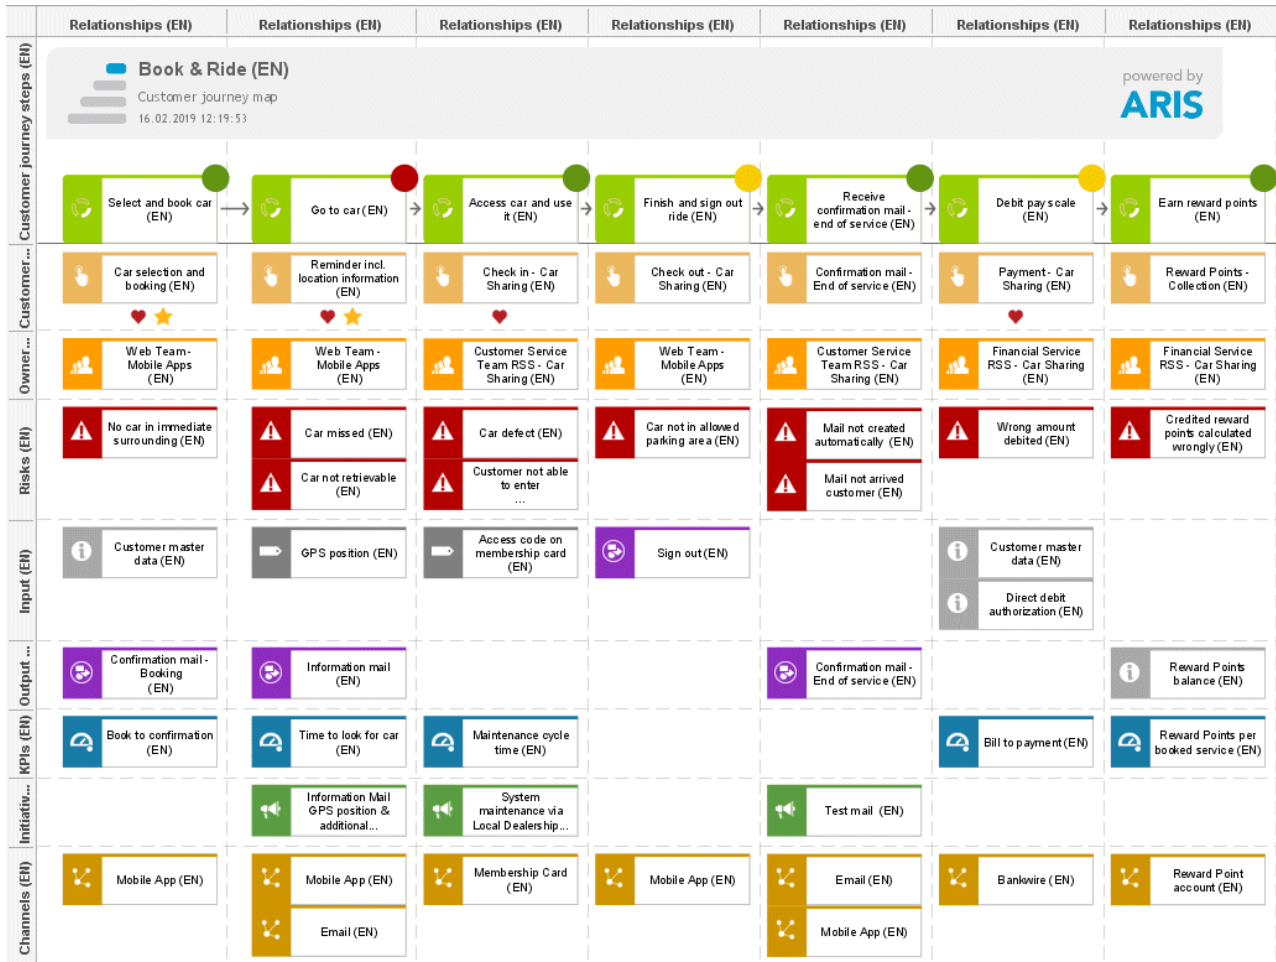 Relationships (EN) Relationships (EN) Relationships (EN) Relationships (EN) Relationships (EN) Relationships (EN) Relationships (EN)
Customer journey steps (EN)
Book & Ride (EN)
Customer journey map
16.02.2019 12:19:53
powered by
ARIS
Select and book car
(EN)
Go to car (EN)
Access car and use
it (EN)
Finish and sign out
ride (EN)
Receive
confirmation mail -
end of service (EN)
Debit pay scale
(EN)
Earn reward points
(EN)
Customer...
Car selection and
booking (EN)
Reminder incl.
location information
(EN)
Check in - Car
Sharing (EN)
Check out - Car
Sharing (EN)
Confirmation mail -
End of service (EN)
Payment - Car
Sharing (EN)
Reward Points -
Collection (EN)
Owner...
Web Team -
Mobile Apps
(EN)
Web Team -
Mobile Apps
(EN)
Customer Service
Team RSS - Car
Sharing (EN)
Web Team -
Mobile Apps
(EN)
Customer Service
Team RSS - Car
Sharing (EN)
Financial Service
RSS - Car Sharing
(EN)
Financial Service
RSS - Car Sharing
(EN)
Risks (EN)
No car in immediate
surrounding (EN)
Car missed (EN)
Car not retrievable
(EN)
Car defect (EN)
Customer not able
to enter
...
Car not in allowed
parking area (EN)
Mail not created
automatically (EN)
Mail not arrived
customer (EN)
Wrong amount
debited (EN)
Credited reward
points calculated
wrongly (EN)
Input (EN)
Customer master
data (EN)
GPS position (EN)
Access code on
membership card
(EN)
Sign out (EN)
Customer master
data (EN)
Direct debit
authorization (EN)
Output ...
Confirmation mail -
Booking
(EN)
Information mail
(EN)
Confirmation mail -
End of service (EN)
Reward Points
balance (EN)
KPIs (EN)
Book to confirmation
(EN)
Time to look for car
(EN)
Maintenance cycle
time (EN)
Bill to payment (EN)
Reward Points per
booked service (EN)
Initiativ...
Information Mail
GPS position &
additional...
System
maintenance via
Local Dealership...
Test mail (EN)
Channels (EN)
Mobile App (EN)
Mobile App (EN)
Email (EN)
Membership Card
(EN)
Mobile App (EN)
Email (EN)
Mobile App (EN)
Bankwire (EN)
Reward Point
account (EN)